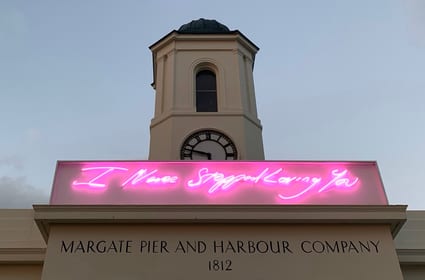 I Never Stopped Loving You
MARGATE PIER AND HARBOUR COMPANY
1812